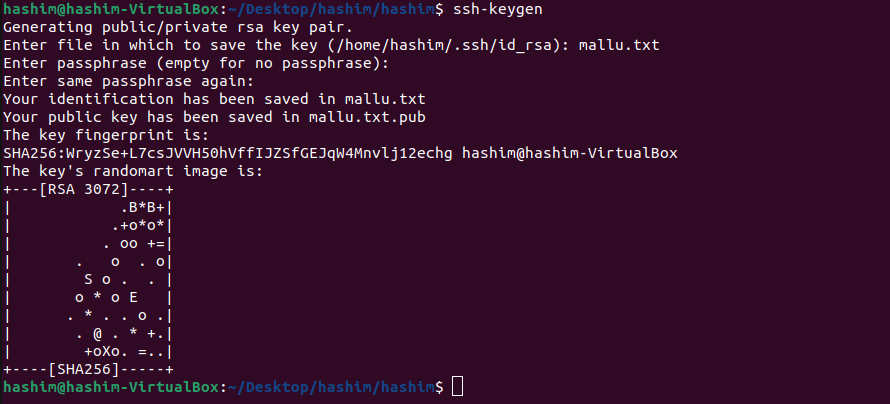 hashim@hashim-VirtualBox:~/Desktop/hashim/hashim$ ssh-keygen
Generating public/private rsa key pair.
Enter file in which to save the key (/home/hashim/.ssh/id_rsa): mallu.txt
Enter passphrase (empty for no passphrase):
Enter same passphrase again:
Your identification has been saved in mallu.txt
Your public key has been saved in mallu.txt.pub
The key fingerprint is:
SHA256:WryzSe+L7csJVVH50hVffIJZSfGEJqW4Mnvlj12echg hashim@hashim-VirtualBox
The key's randomart image is:
+---[RSA 3072]----+
|             .B*B+|
|            .+o*o*|
|           . oo +=|
|        .   o  . o|
|         S o .  . |
|        o * o E   |
|       . * . . o .|
|        . @ . * +.|
|         +oXo. =..|
+----[SHA256]-----+
hashim@hashim-VirtualBox:~/Desktop/hashim/hashim$